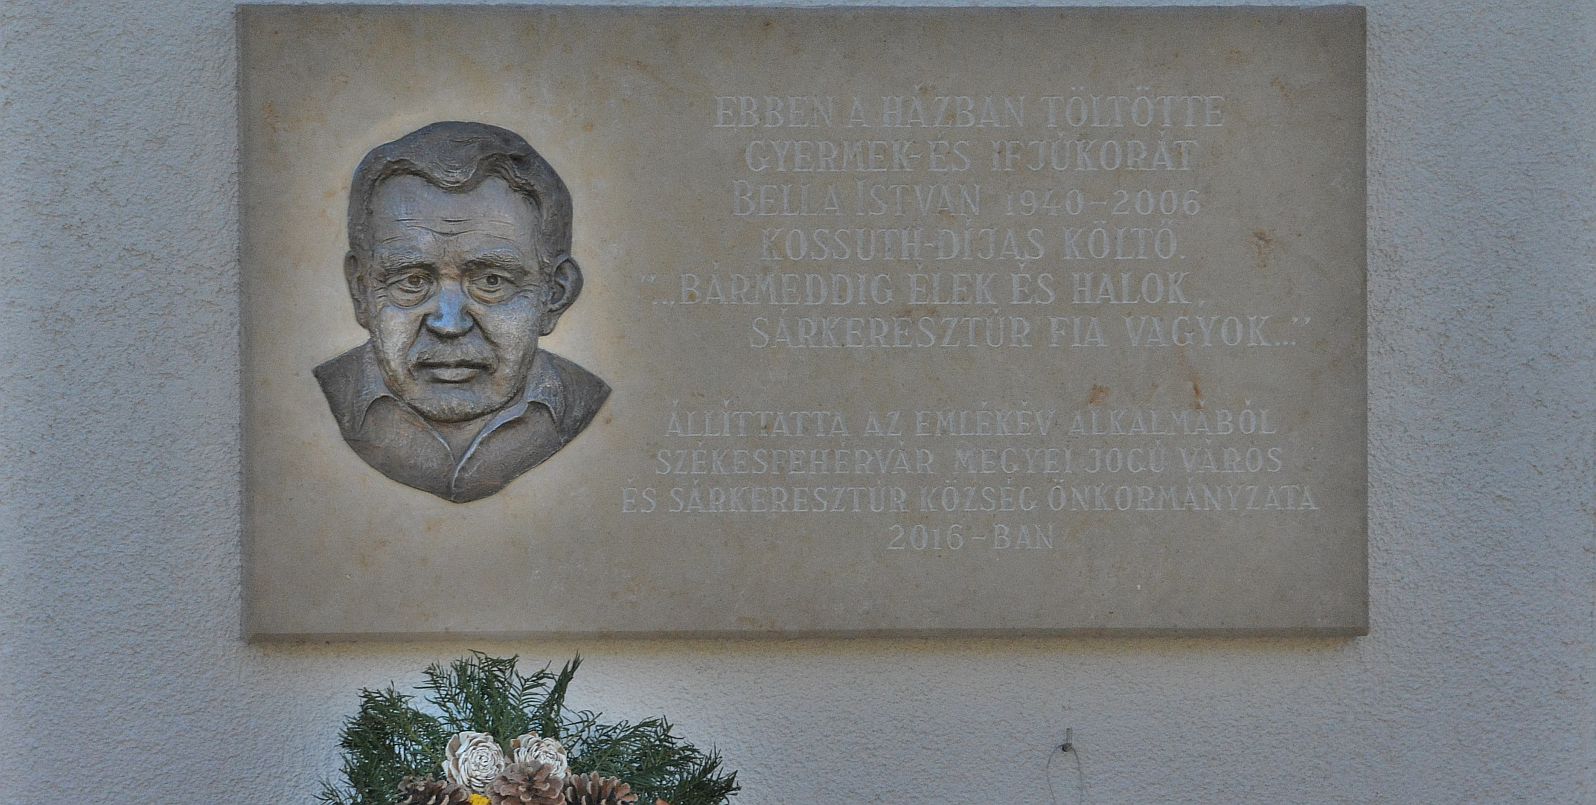 EBBEN A HÁZBAN TÖLTÖTTE
GYERMEK- ÉS IFJÚKORÁT
BELLA ISTVÁN 1940-2006
KOSSUTH-DÍJAS KÖLTŐ.
"...BÁRMEDDIG ÉLEK ÉS HALOK,
SÁRKERESZTÚR FIA VAGYOK..."
ÁLLÍTTATTA AZ EMLÉKÉV ALKALMÁBÓL
SZÉKESFEHÉRVÁR MEGYEI JOGÚ VÁROS
ÉS SÁRKERESZTÚR KÖZSÉG ÖNKORMÁNYZATA
2016-BAN